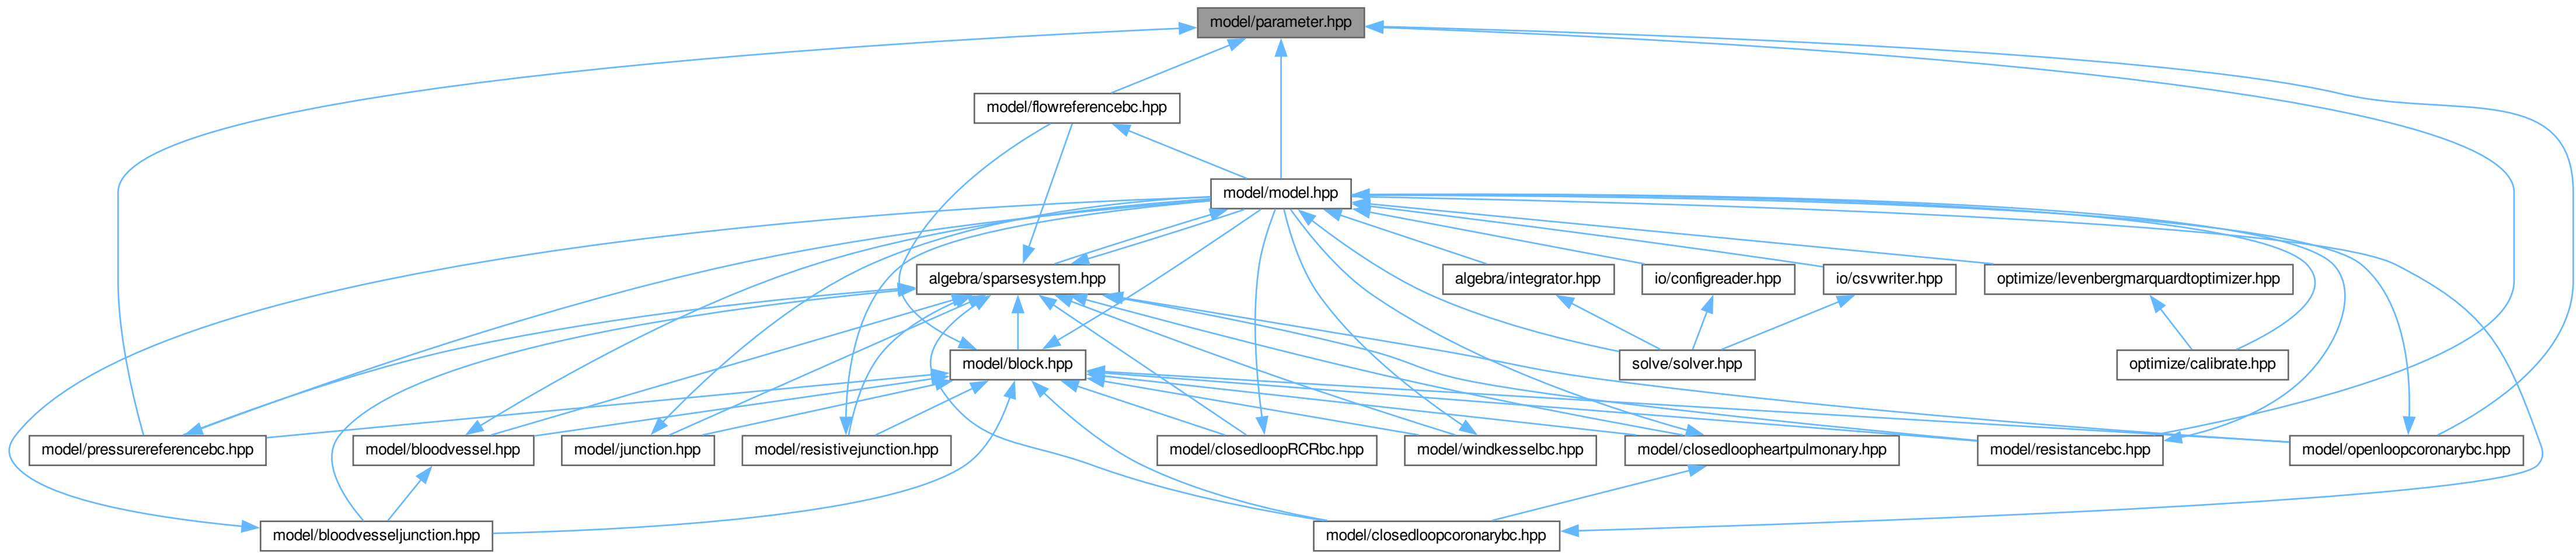 model/parameter.hpp
model/flowreferencebc.hpp
model/model.hpp
algebra/sparsesystem.hpp
algebra/integrator.hpp
io/configreader.hpp
io/csvwriter.hpp
optimize/levenbergmarquardtoptimizer.hpp
model/block.hpp
solve/solver.hpp
optimize/calibrate.hpp
model/pressurereferencebc.hpp
model/bloodvessel.hpp
model/junction.hpp
model/resistivejunction.hpp
model/closedloopRCRbc.hpp
model/windkesselbc.hpp
model/closedloopheartpulmonary.hpp
model/resistancebc.hpp
model/openloopcoronarybc.hpp
model/bloodvesseljunction.hpp
model/closedloopcoronarybc.hpp